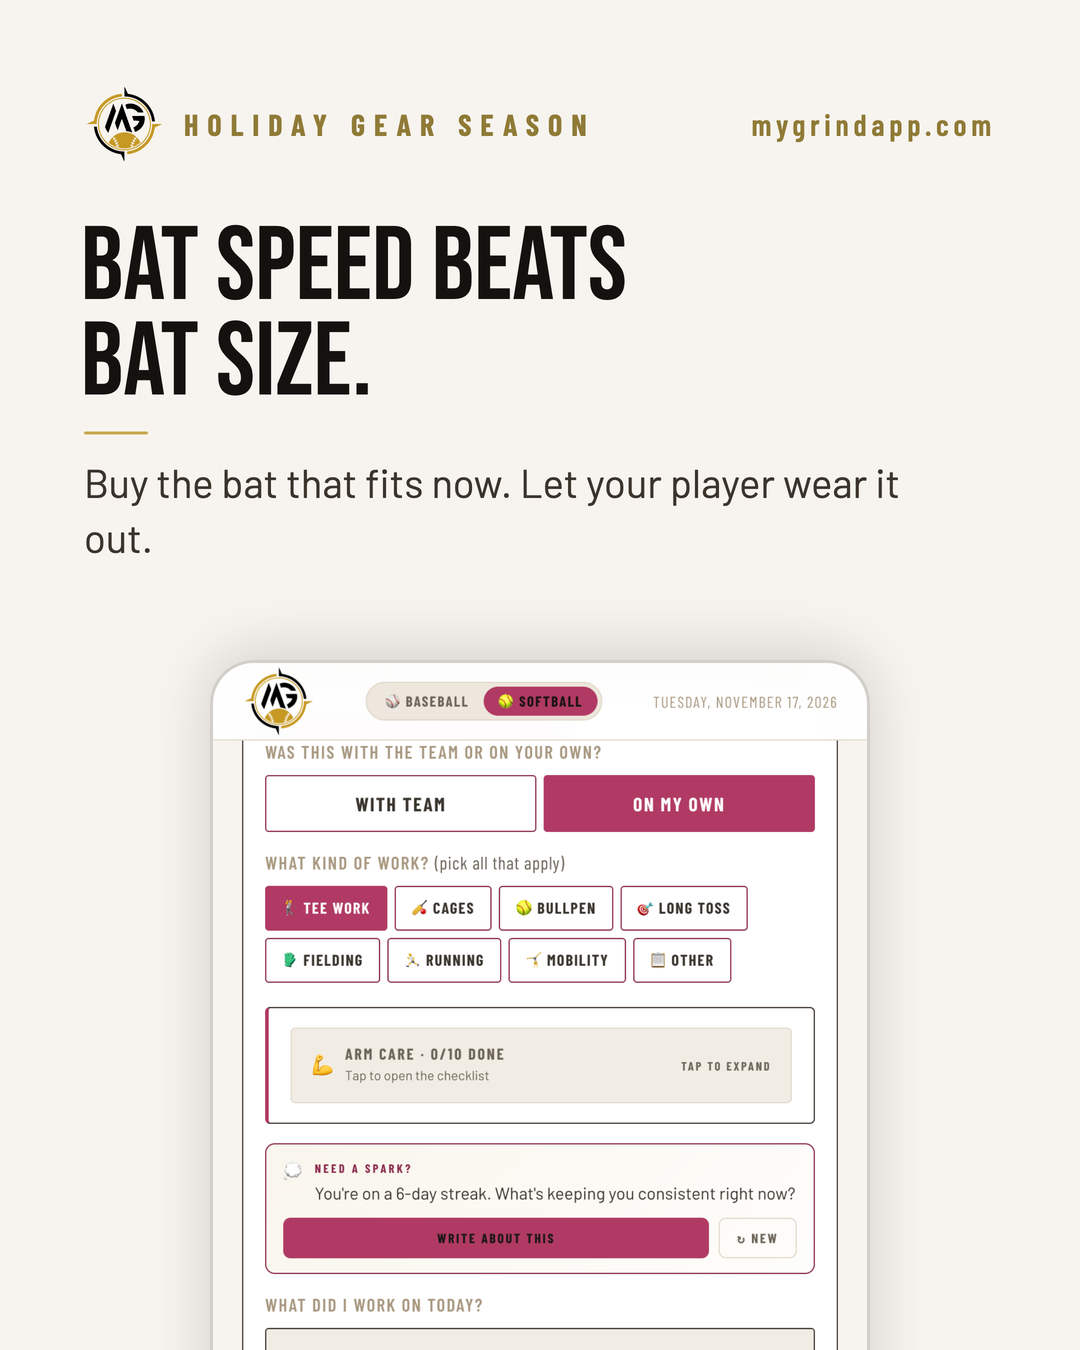 MG
HOLIDAY GEAR SEASON
mygrindapp.com
BAT SPEED BEATS
BAT SIZE.
Buy the bat that fits now. Let your player wear it
out.
MG
BASEBALL
SOFTBALL
TUESDAY, NOVEMBER 17, 2026
WAS THIS WITH THE TEAM OR ON YOUR OWN?
WITH TEAM
ON MY OWN
WHAT KIND OF WORK? (pick all that apply)
TEE WORK
CAGES
BULLPEN
LONG TOSS
FIELDING
RUNNING
MOBILITY
OTHER
ARM CARE · 0/10 DONE
Tap to open the checklist
TAP TO EXPAND
NEED A SPARK?
You're on a 6-day streak. What's keeping you consistent right now?
WRITE ABOUT THIS
↻ NEW
WHAT DID I WORK ON TODAY?